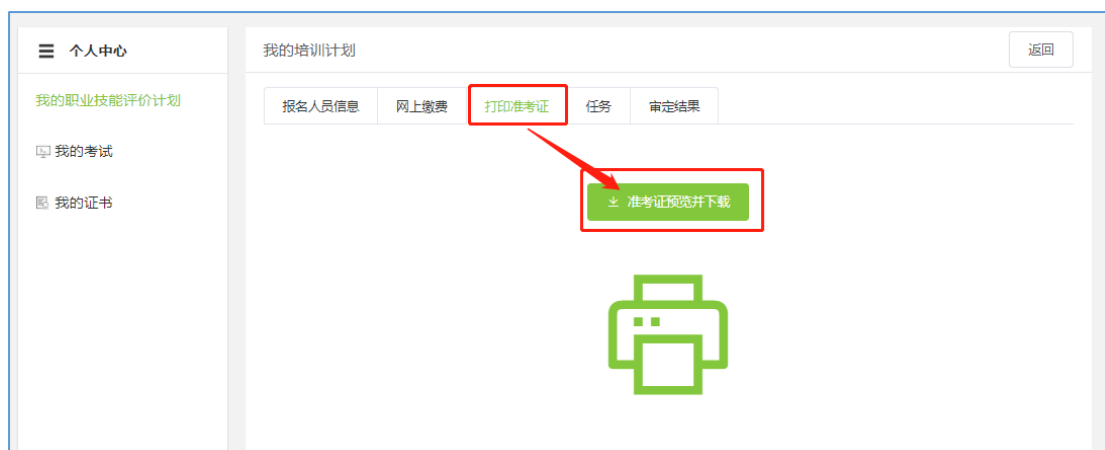 个人中心
我的职业技能评价计划
我的考试
我的证书
我的培训计划
返回
报名人员信息
网上缴费
打印准考证
任务
审定结果
准考证预览并下载